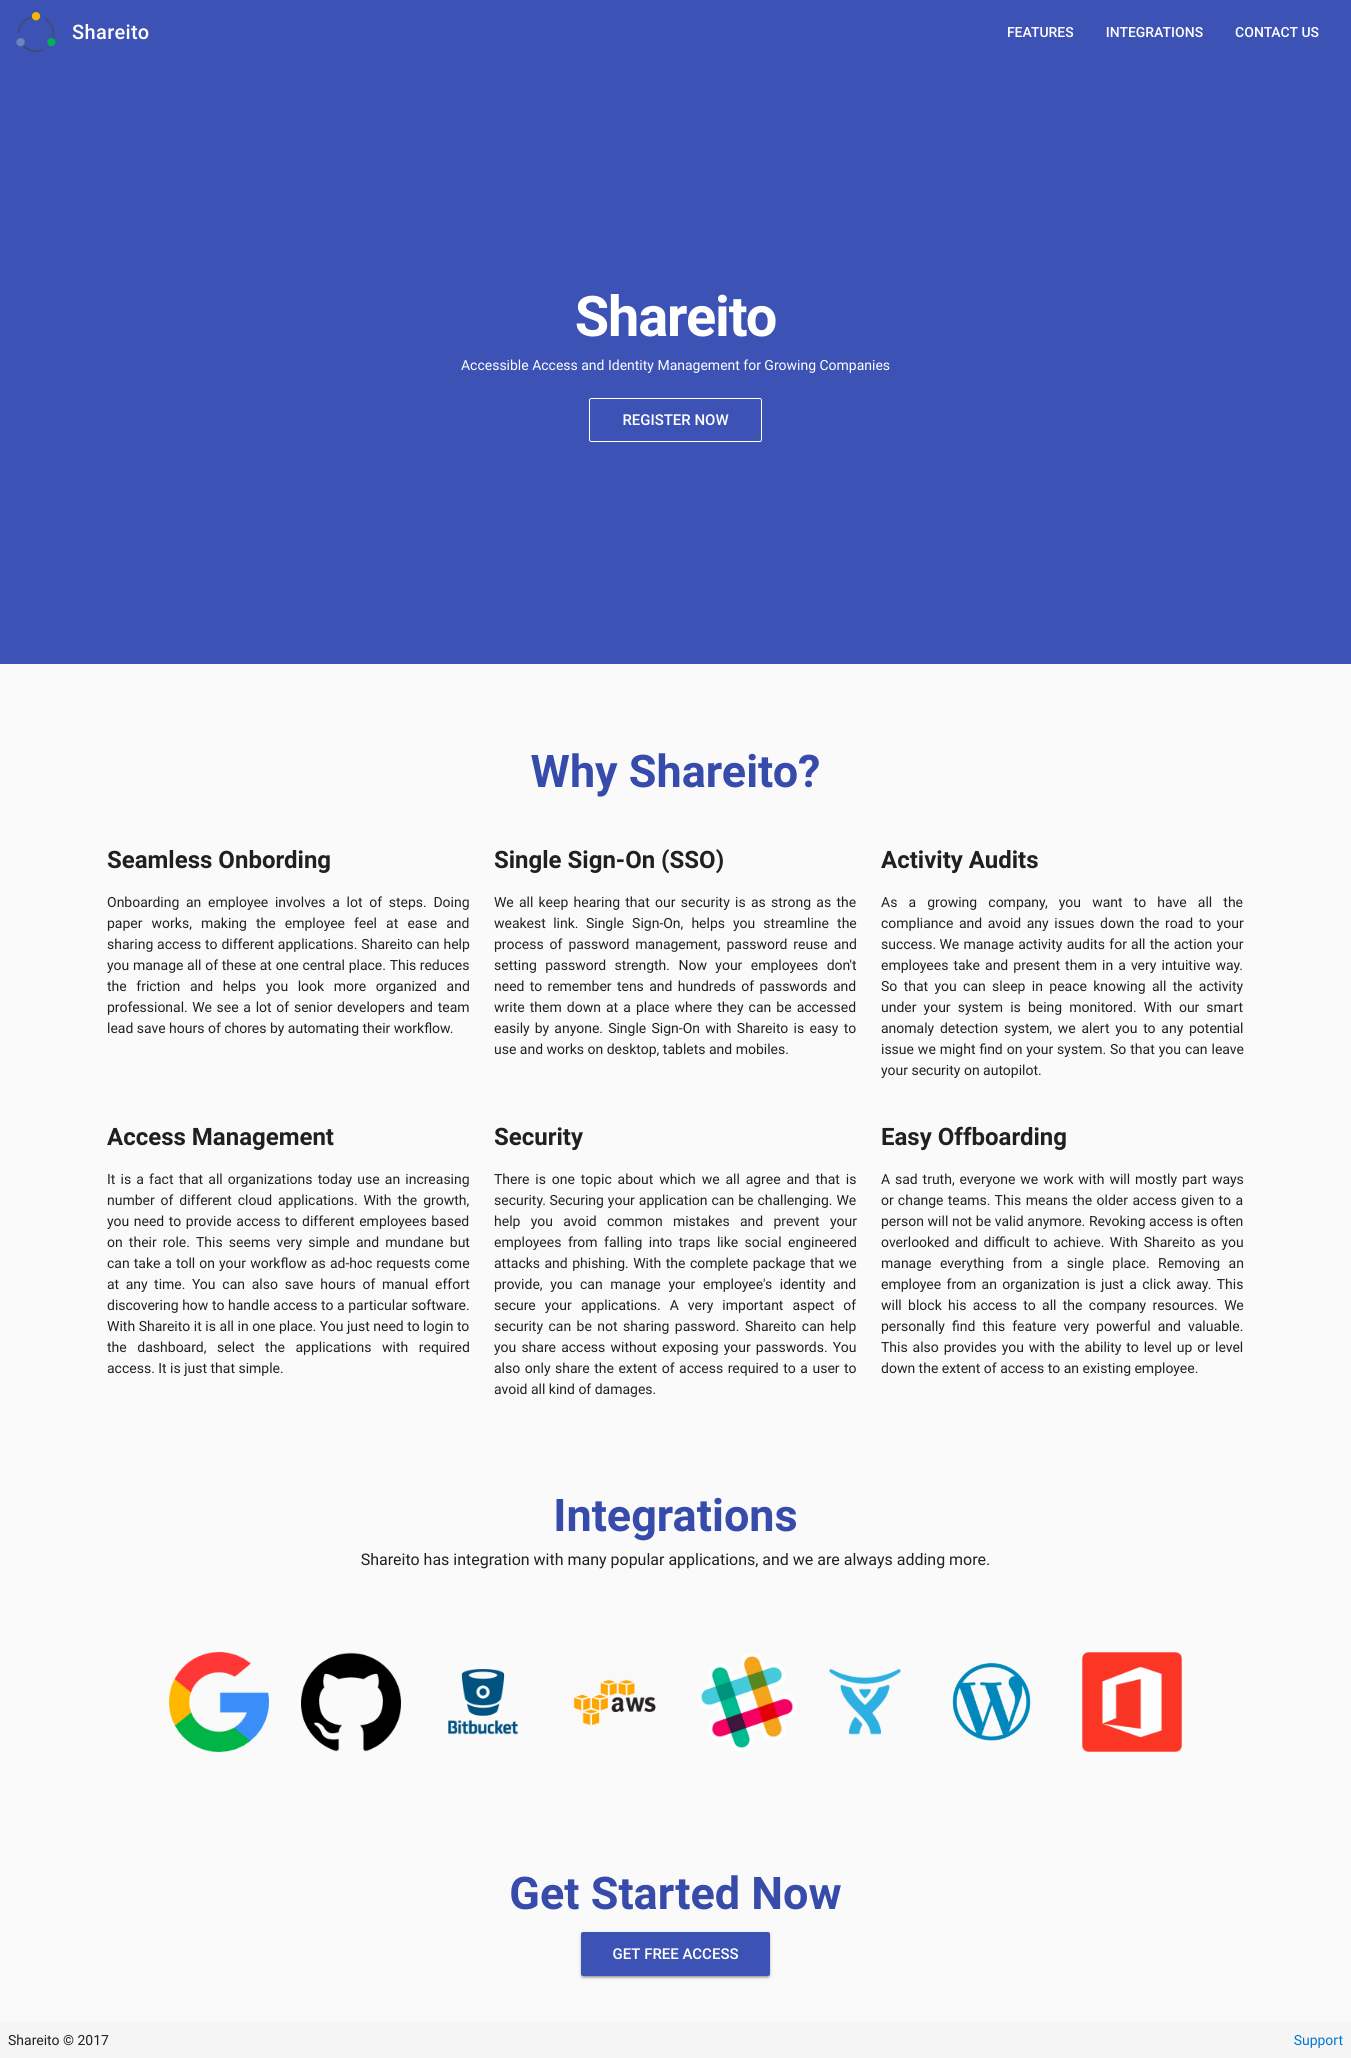 Shareito
FEATURES
INTEGRATIONS
CONTACT US
Shareito
Accessible Access and Identity Management for Growing Companies
REGISTER NOW
Why Shareito?
Seamless Onbording
Onboarding an employee involves a lot of steps. Doing
paper works, making the employee feel at ease and
sharing access to different applications. Shareito can help
you manage all of these at one central place. This reduces
the friction and helps you look more organized and
professional. We see a lot of senior developers and team
lead save hours of chores by automating their workflow.
Single Sign-On (SSO)
We all keep hearing that our security is as strong as the
weakest link. Single Sign-On, helps you streamline the
process of password management, password reuse and
setting password strength. Now your employees don't
need to remember tens and hundreds of passwords and
write them down at a place where they can be accessed
easily by anyone. Single Sign-On with Shareito is easy to
use and works on desktop, tablets and mobiles.
Activity Audits
As a growing company, you want to have all the
compliance and avoid any issues down the road to your
success. We manage activity audits for all the action your
employees take and present them in a very intuitive way.
So that you can sleep in peace knowing all the activity
under your system is being monitored. With our smart
anomaly detection system, we alert you to any potential
issue we might find on your system. So that you can leave
your security on autopilot.
Access Management
It is a fact that all organizations today use an increasing
number of different cloud applications. With the growth,
you need to provide access to different employees based
on their role. This seems very simple and mundane but
can take a toll on your workflow as ad-hoc requests come
at any time. You can also save hours of manual effort
discovering how to handle access to a particular software.
With Shareito it is all in one place. You just need to login to
the dashboard, select the applications with required
access. It is just that simple.
Security
There is one topic about which we all agree and that is
security. Securing your application can be challenging. We
help you avoid common mistakes and prevent your
employees from falling into traps like social engineered
attacks and phishing. With the complete package that we
provide, you can manage your employee's identity and
secure your applications. A very important aspect of
security can be not sharing password. Shareito can help
you share access without exposing your passwords. You
also only share the extent of access required to a user to
avoid all kind of damages.
Easy Offboarding
A sad truth, everyone we work with will mostly part ways
or change teams. This means the older access given to a
person will not be valid anymore. Revoking access is often
overlooked and difficult to achieve. With Shareito as you
manage everything from a single place. Removing an
employee from an organization is just a click away. This
will block his access to all the company resources. We
personally find this feature very powerful and valuable.
This also provides you with the ability to level up or level
down the extent of access to an existing employee.
Integrations
Shareito has integration with many popular applications, and we are always adding more.
Bitbucket
aws
Get Started Now
GET FREE ACCESS
Shareito © 2017
Support